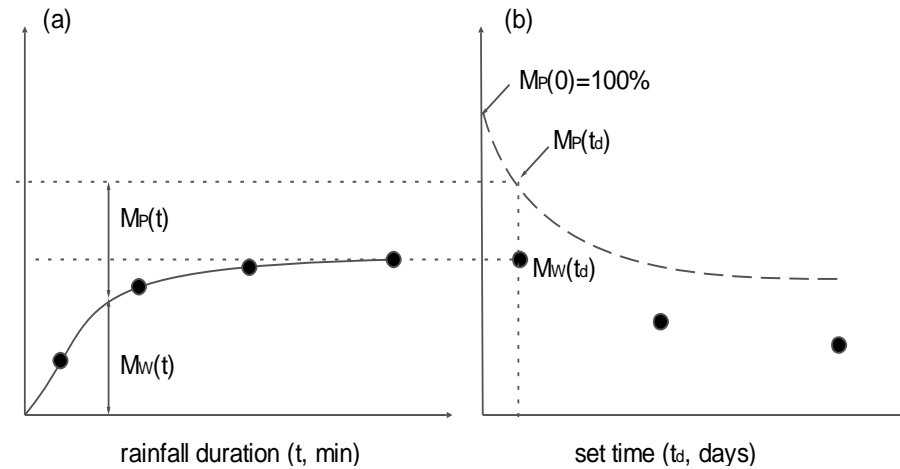 (a)
(b)
MP(0)=100%
MP(td)
MP(t)
MW(td)
MW(t)
rainfall duration (t, min)
set time (td, days)